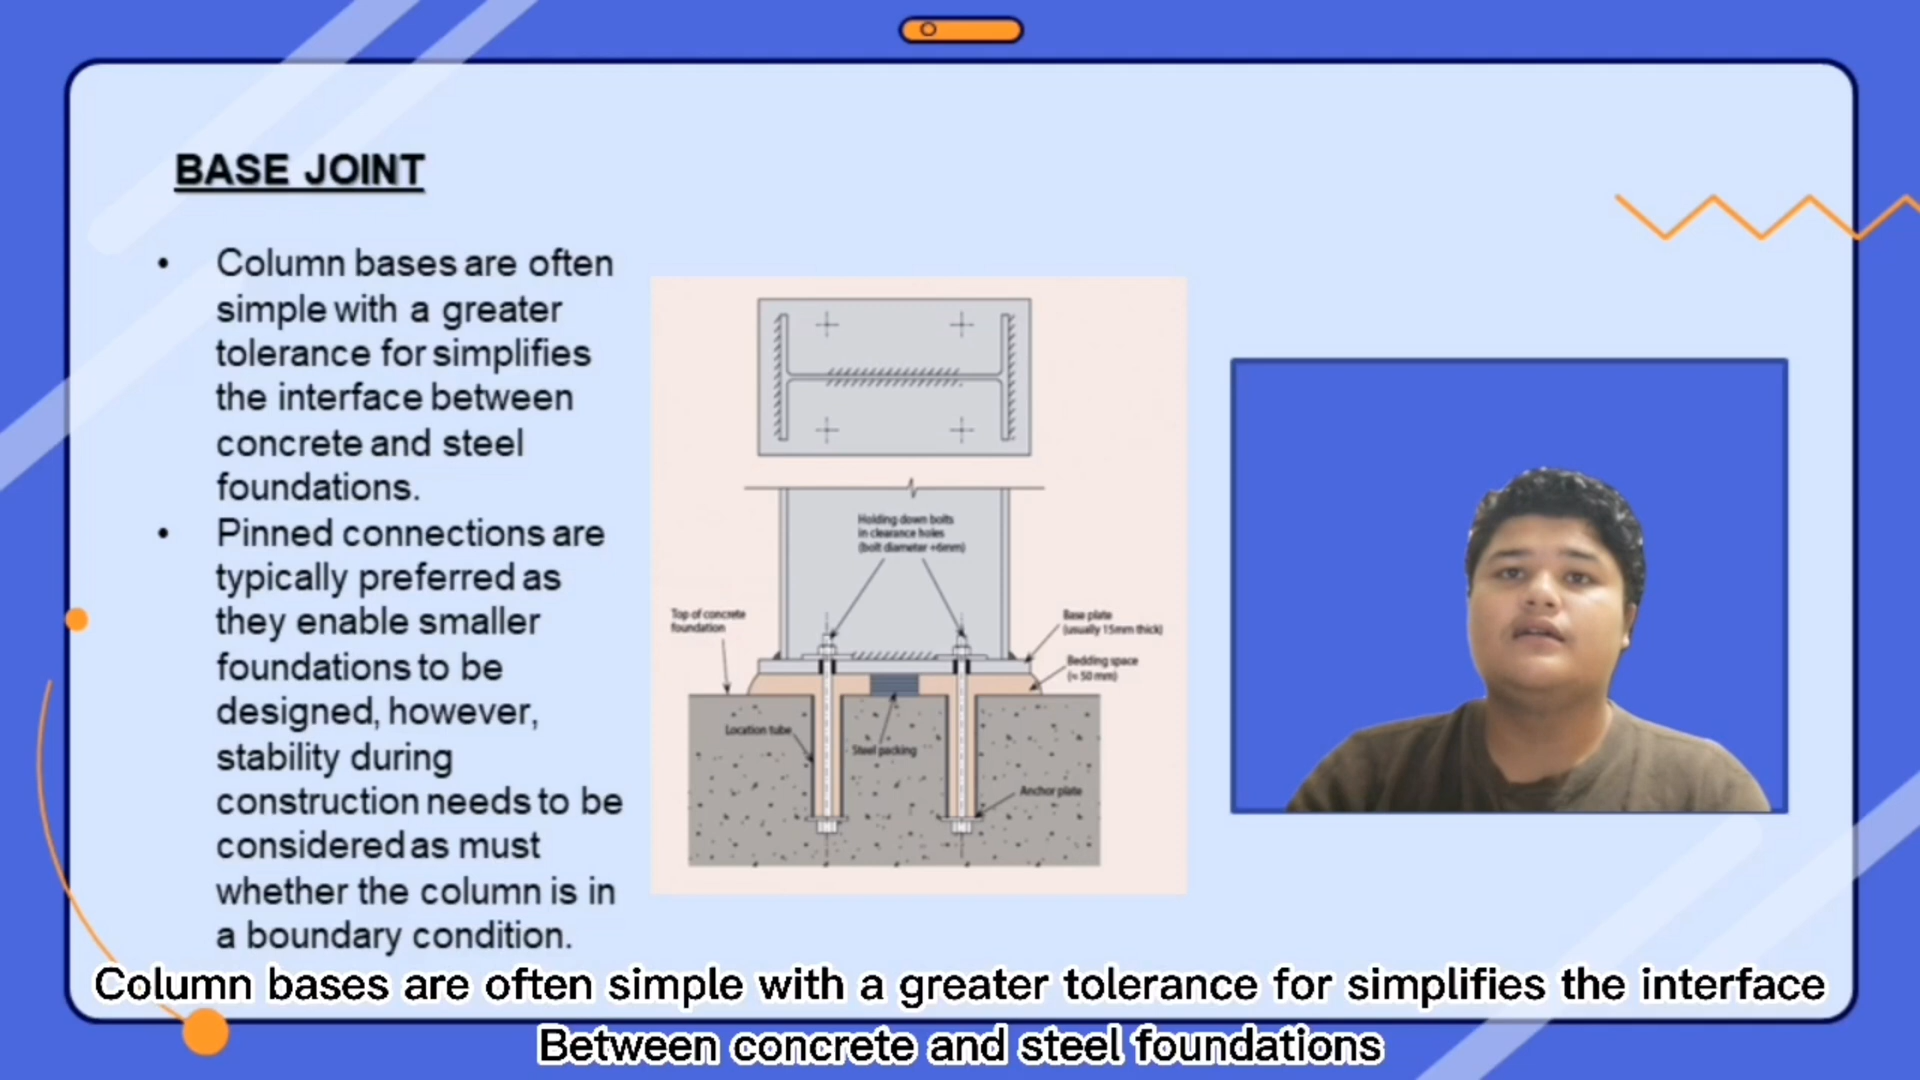 BASE JOINT
• Column bases are often
simple with a greater
tolerance for simplifies
the interface between
concrete and steel
foundations.
• Pinned connections are
typically preferred as
they enable smaller
foundations to be
designed, however,
stability during
construction needs to be
considered as must
whether the column is in
a boundary condition.
Holding down bolts
in clearance holes
(bolt diameter +6mm)
Top of concrete
foundation
Base plate
(usually 15mm thick)
Bedding space
(≈ 50 mm)
Location tube
Steel packing
Anchor plate
Column bases are often simple with a greater tolerance for simplifies the interface
Between concrete and steel foundations